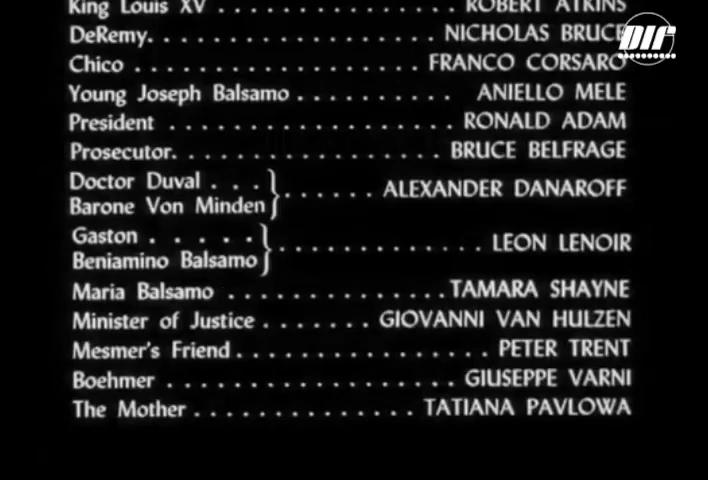 King Louis XV . . . . . . . . . . . . . . . . ROBERT ATKINS
DeRemy. . . . . . . . . . . . . . . . . . NICHOLAS BRUCE
Chico . . . . . . . . . . . . . . . . . . FRANCO CORSARO
Young Joseph Balsamo . . . . . . . . . . ANIELLO MELE
President . . . . . . . . . . . . . . . . . RONALD ADAM
Prosecutor. . . . . . . . . . . . . . . . . BRUCE BELFRAGE
Doctor Duval . . .
Barone Von Minden
. . . . . . ALEXANDER DANAROFF
Gaston . . . . .
Beniamino Balsamo
. . . . . . . . . . . . . LEON LENOIR
Maria Balsamo . . . . . . . . . . . . . . TAMARA SHAYNE
Minister of Justice . . . . . . . GIOVANNI VAN HULZEN
Mesmer's Friend . . . . . . . . . . . . . . . . PETER TRENT
Boehmer . . . . . . . . . . . . . . . . . . GIUSEPPE VARNI
The Mother . . . . . . . . . . . . . . TATIANA PAVLOWA